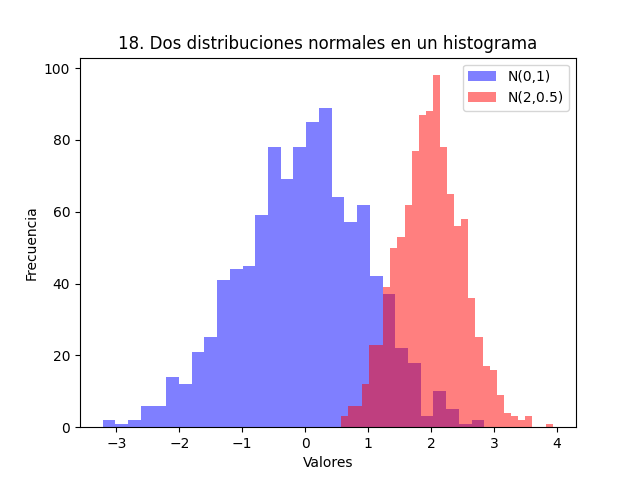 18. Dos distribuciones normales en un histograma
N(0,1)
N(2,0.5)
Frecuencia
100
80
60
40
20
0
−3
−2
−1
0
1
2
3
4
Valores